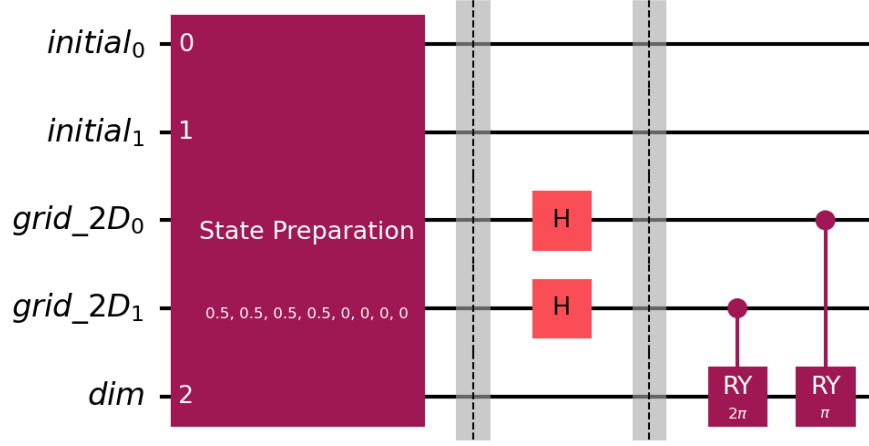 initial0
0
initial1
1
grid_2D0
H
State Preparation
grid_2D1
H
0.5, 0.5, 0.5, 0.5, 0, 0, 0, 0
dim
2
RY
2π
RY
π